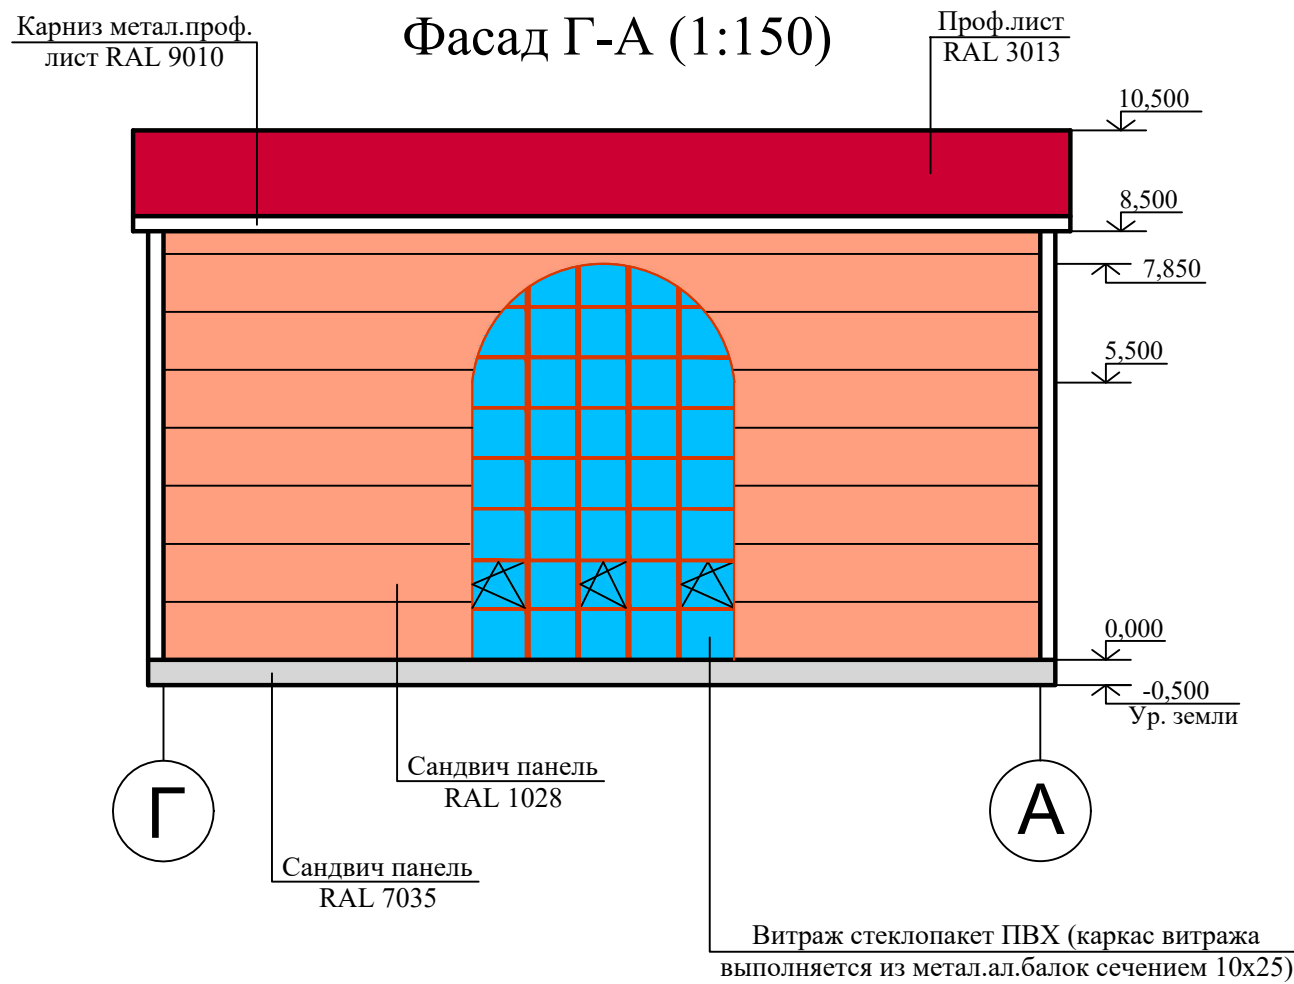 Фасад Г-А (1:150)
Карниз метал.проф.
лист RAL 9010
Проф.лист
RAL 3013
10,500
8,500
7,850
5,500
0,000
-0,500
Ур. земли
Г
А
Сандвич панель
RAL 1028
Сандвич панель
RAL 7035
Витраж стеклопакет ПВХ (каркас витража
выполняется из метал.ал.балок сечением 10х25)